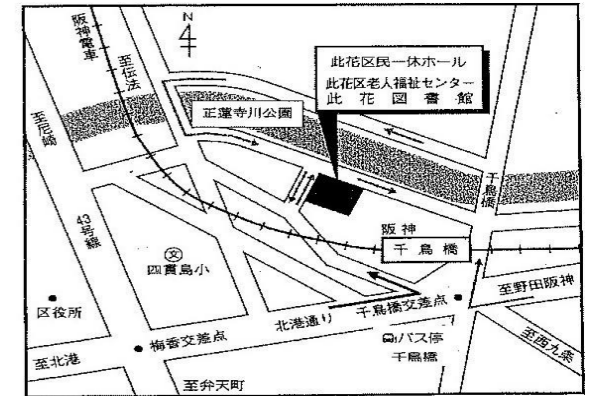 阪神電車
至伝法
N
此花区民一休ホール
此花区老人福祉センター
此花図書館
正蓮寺川公園
至尼崎
千鳥橋
43号線
阪神
千鳥橋
文
四貫島小
至野田阪神
区役所
北港通り
千鳥橋交差点
梅香交差点
バス停
千鳥橋
至西九条
至北港
至弁天町